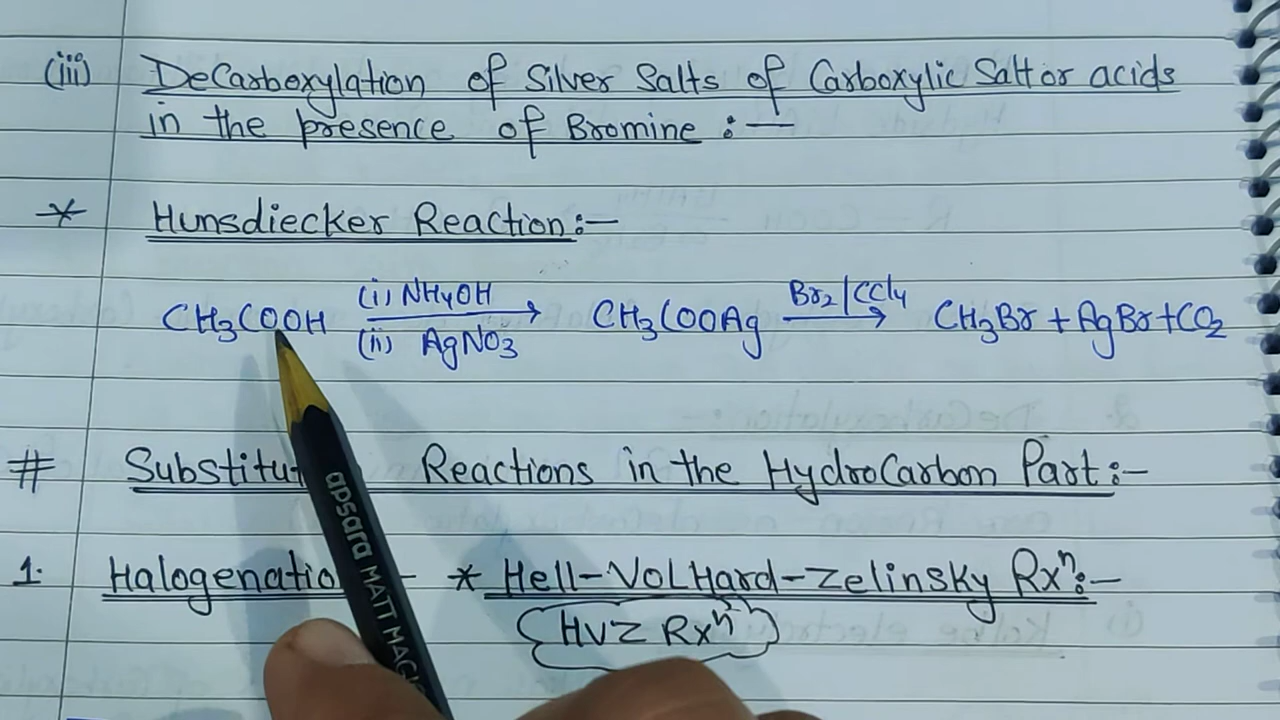 (iii) DeCarboxylation of Silver Salts of Carboxylic Salt or acids
in the presence of Bromine :—
* Hunsdiecker Reaction:—
CH3COOH (i) NH4OH (ii) AgNO3 → CH3COOAg Br2/CCl4 → CH3Br + AgBr + CO2
# Substitu Reactions in the HydroCarbon Part:—
1. Halogenatio — * Hell-VoLHard-Zelinsky Rxn:—
{HVZ Rxn}
apsara MATT MAGI